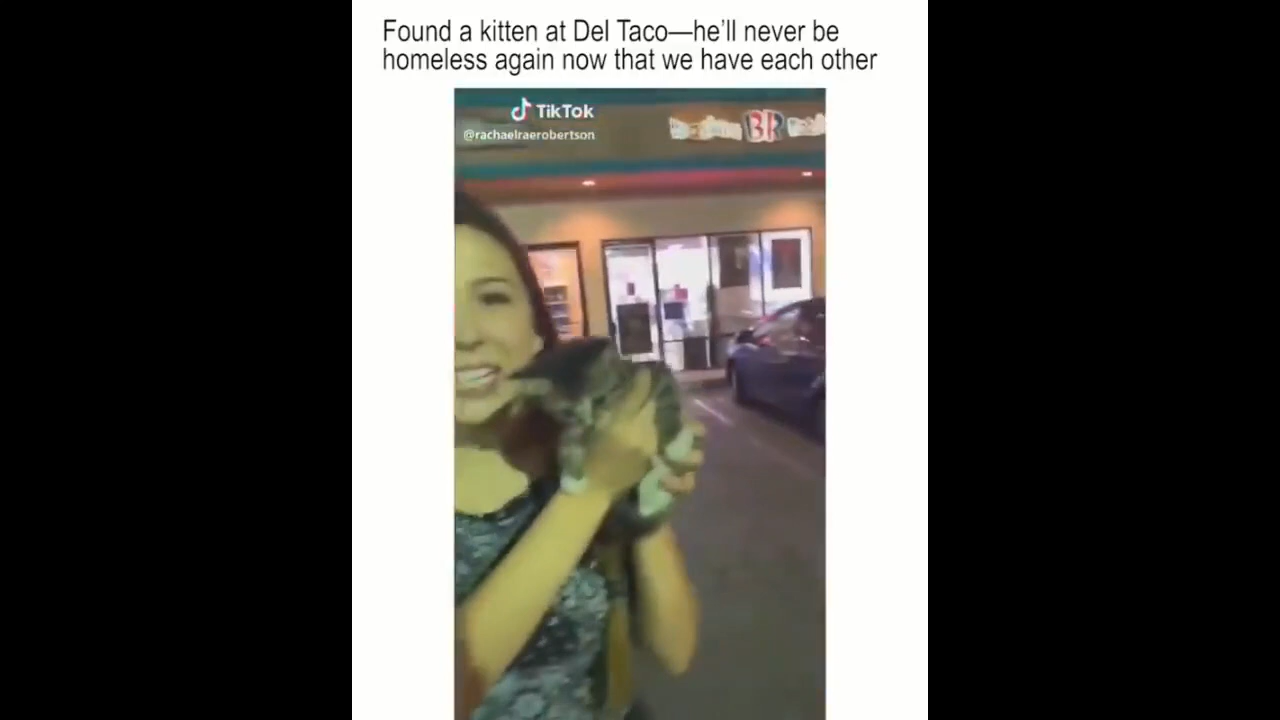 Found a kitten at Del Taco—he'll never be
homeless again now that we have each other
TikTok
@rachaelraerobertson
BR